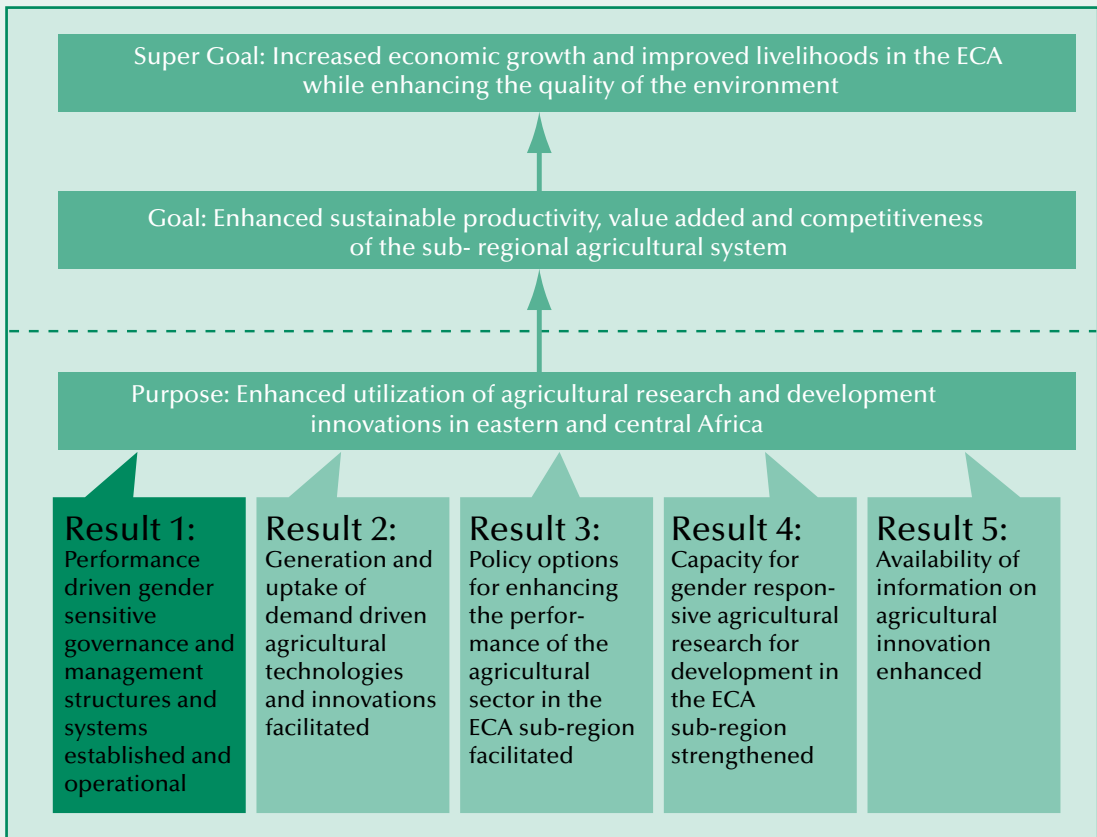 Super Goal: Increased economic growth and improved livelihoods in the ECA
while enhancing the quality of the environment
Goal: Enhanced sustainable productivity, value added and competitiveness
of the sub- regional agricultural system
Purpose: Enhanced utilization of agricultural research and development
innovations in eastern and central Africa
Result 1:
Performance
driven gender
sensitive
governance and
management
structures and
systems
established and
operational
Result 2:
Generation and
uptake of
demand driven
agricultural
technologies
and innovations
facilitated
Result 3:
Policy options
for enhancing
the perfor-
mance of the
agricultural
sector in the
ECA sub-region
facilitated
Result 4:
Capacity for
gender respon-
sive agricultural
research for
development in
the ECA
sub-region
strengthened
Result 5:
Availability of
information on
agricultural
innovation
enhanced